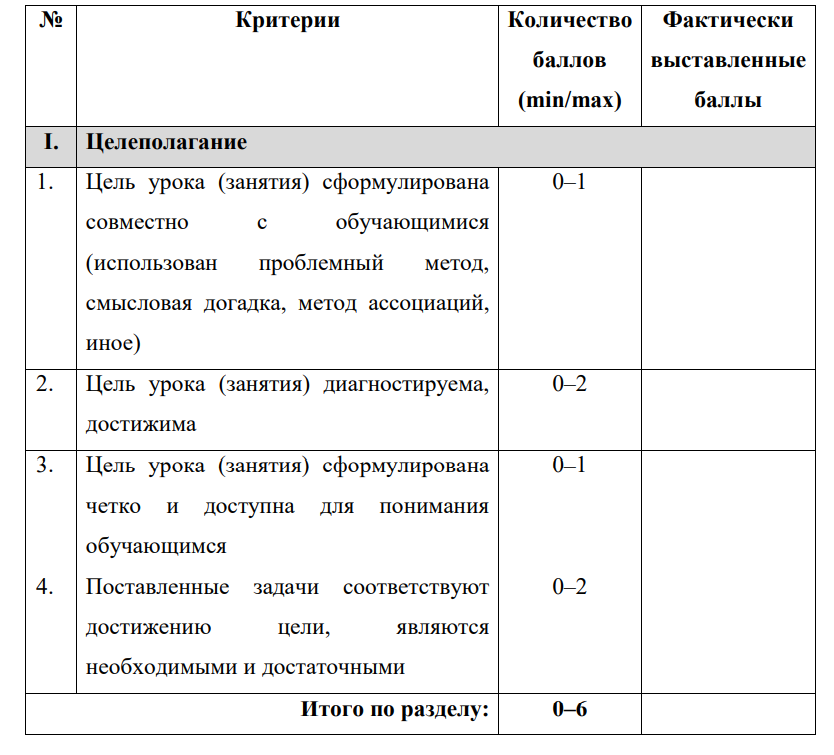 № Критерии Количество баллов (min/max) Фактически выставленные баллы
I. Целеполагание
1. Цель урока (занятия) сформулирована 0–1
совместно с обучающимися
(использован проблемный метод,
смысловая догадка, метод ассоциаций,
иное)
2. Цель урока (занятия) диагностируема, 0–2
достижима
3. Цель урока (занятия) сформулирована 0–1
четко и доступна для понимания
обучающимся
4. Поставленные задачи соответствуют 0–2
достижению цели, являются
необходимыми и достаточными
Итого по разделу: 0–6